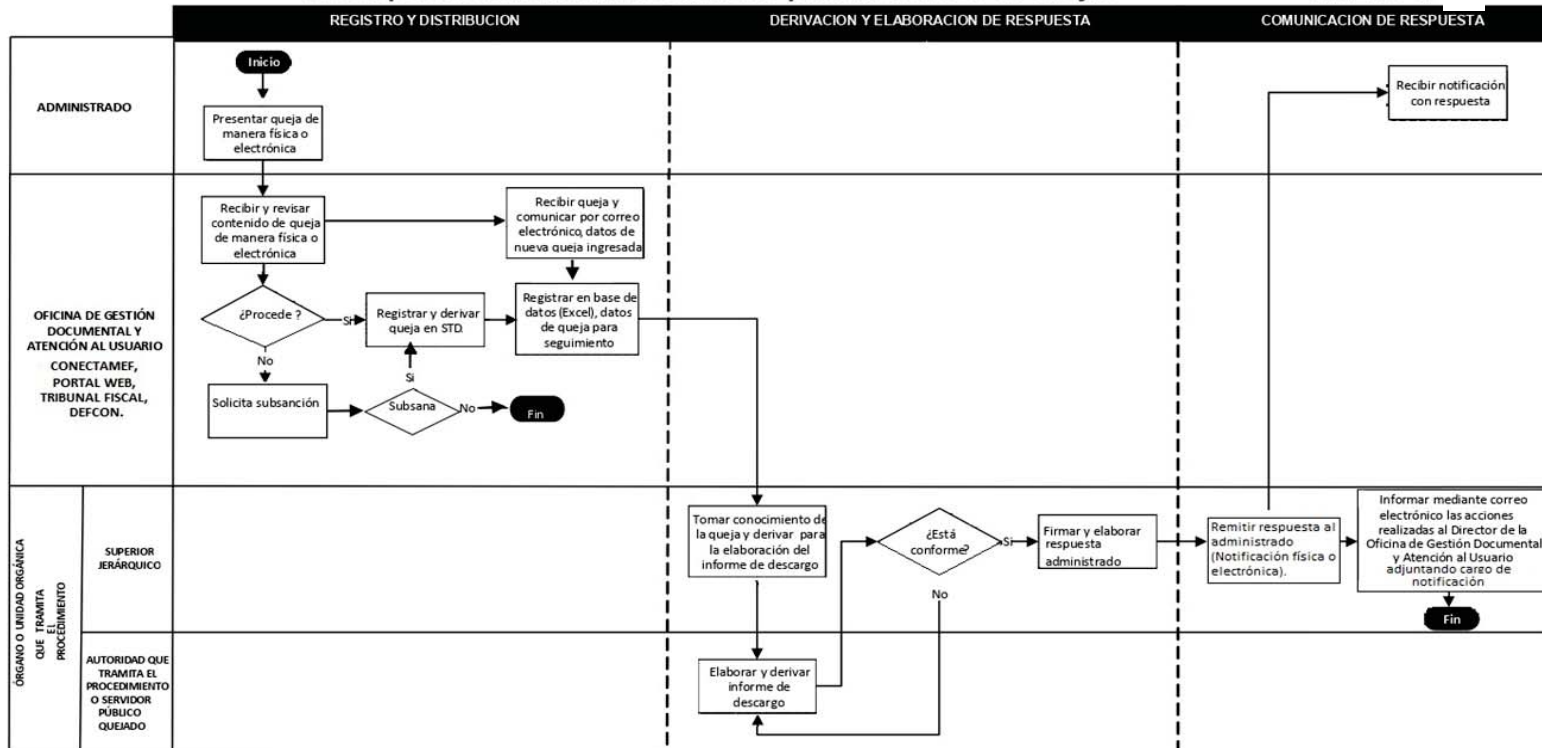 REGISTRO Y DISTRIBUCION
DERIVACION Y ELABORACION DE RESPUESTA
COMUNICACION DE RESPUESTA
ADMINISTRADO
Inicio
Presentar queja de
manera física o
electrónica
Recibir notificación
con respuesta
OFICINA DE GESTIÓN
DOCUMENTAL Y
ATENCIÓN AL USUARIO
CONECTAMEF,
PORTAL WEB,
TRIBUNAL FISCAL,
DEFCON.
Recibir y revisar
contenido de queja
de manera física o
electrónica
Recibir queja y
comunicar por correo
electrónico, datos de
nueva queja ingresada
¿Procede ?
Si
Registrar y derivar
queja en STD.
Registrar en base de
datos (Excel), datos
de queja para
seguimiento
No
Si
Solicita subsanción
Subsana
No
Fin
ÓRGANO O UNIDAD ORGÁNICA
QUE TRAMITA
EL
PROCEDIMIENTO
SUPERIOR
JERÁRQUICO
Tomar conocimiento de
la queja y derivar para
la elaboración del
informe de descargo
¿Está
conforme?
Si
No
Firmar y elaborar
respuesta
administrado
Remitir respuesta al
administrado
(Notificación física o
electrónica).
Informar mediante correo
electrónico las acciones
realizadas al Director de la
Oficina de Gestión Documental
y Atención al Usuario
adjuntando cargo de
notificación
Fin
AUTORIDAD QUE
TRAMITA EL
PROCEDIMIENTO
O SERVIDOR
PÚBLICO
QUEJADO
Elaborar y derivar
informe de
descargo